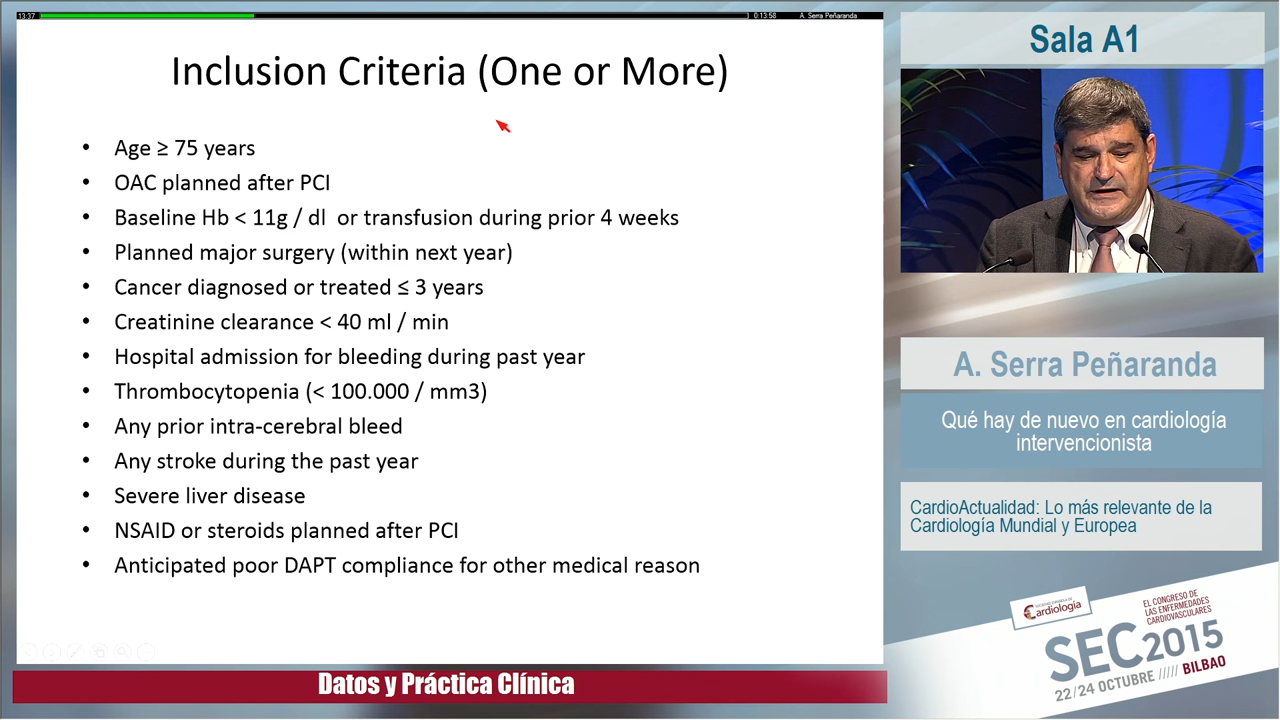 13:37
0:13:58
A. Serra Peñaranda
Inclusion Criteria (One or More)
• Age ≥ 75 years
• OAC planned after PCI
• Baseline Hb < 11g / dl or transfusion during prior 4 weeks
• Planned major surgery (within next year)
• Cancer diagnosed or treated ≤ 3 years
• Creatinine clearance < 40 ml / min
• Hospital admission for bleeding during past year
• Thrombocytopenia (< 100.000 / mm3)
• Any prior intra-cerebral bleed
• Any stroke during the past year
• Severe liver disease
• NSAID or steroids planned after PCI
• Anticipated poor DAPT compliance for other medical reason
Datos y Práctica Clínica
Sala A1
A. Serra Peñaranda
Qué hay de nuevo en cardiología
intervencionista
CardioActualidad: Lo más relevante de la
Cardiología Mundial y Europea
SOCIEDAD ESPAÑOLA DE
Cardiología
EL CONGRESO DE
LAS ENFERMEDADES
CARDIOVASCULARES
SEC2015
22/24 OCTUBRE ///// BILBAO